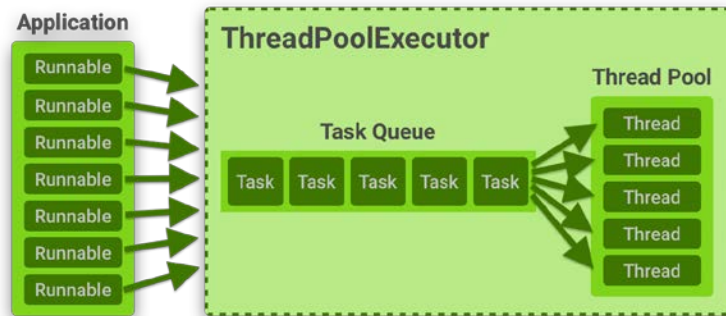 Application
Runnable
Runnable
Runnable
Runnable
Runnable
Runnable
Runnable
ThreadPoolExecutor
Task Queue
Task Task Task Task Task
Thread Pool
Thread
Thread
Thread
Thread
Thread